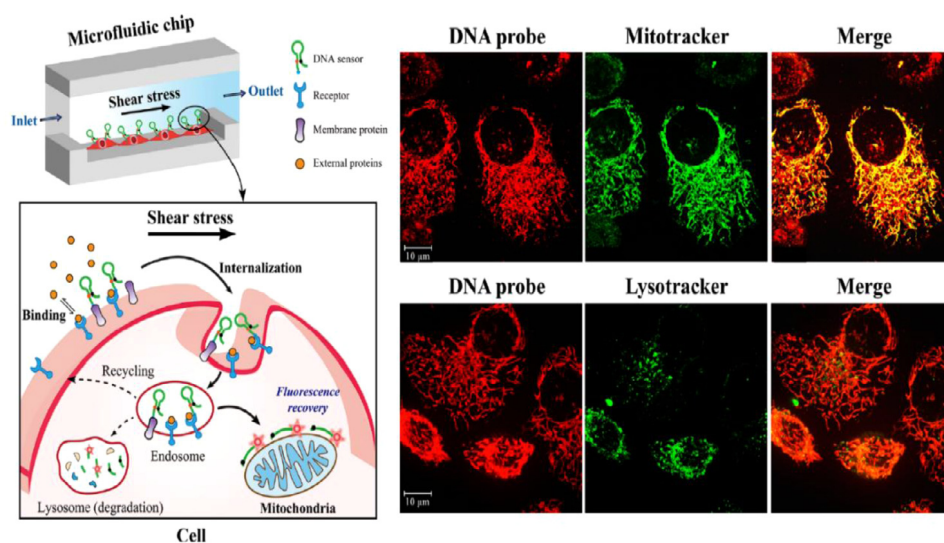 Microfluidic chip
Shear stress
Inlet
Outlet
DNA sensor
Receptor
Membrane protein
External proteins
Shear stress
Internalization
Binding
Recycling
Fluorescence
recovery
Endosome
Lysosome (degradation)
Mitochondria
Cell
DNA probe
Mitotracker
Merge
10 μm
DNA probe
Lysotracker
Merge
10 μm